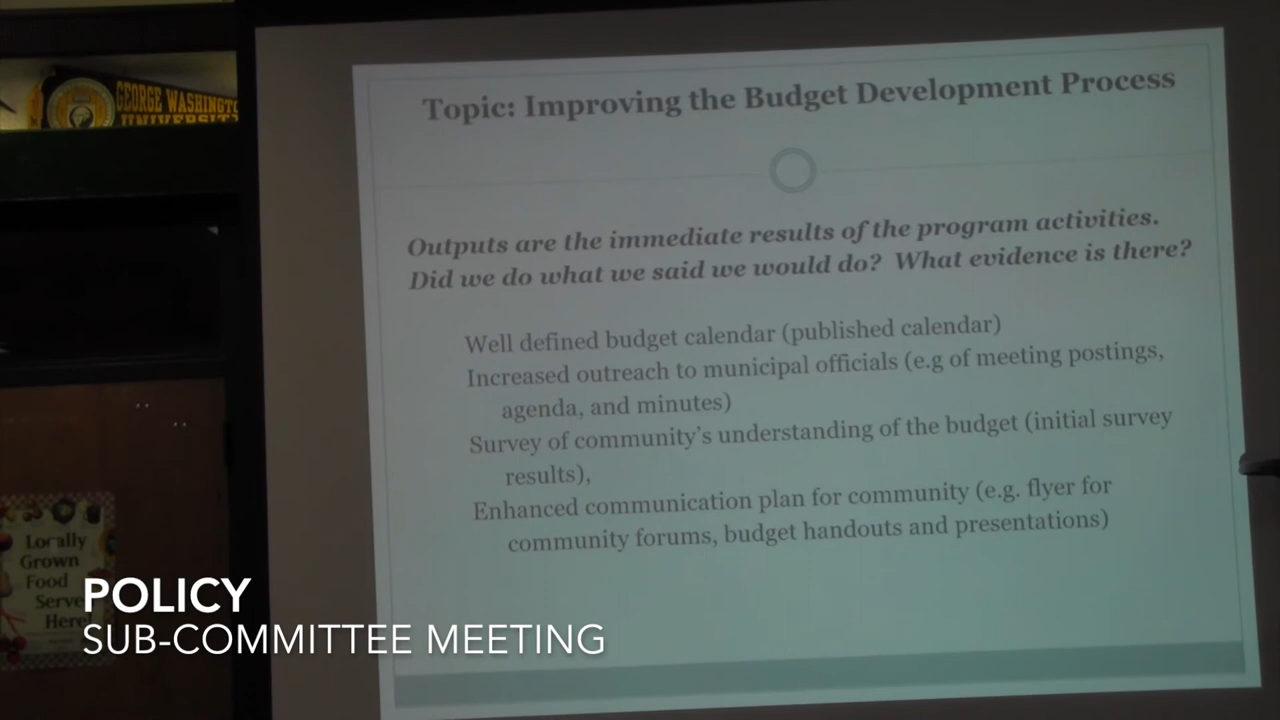 GEORGE WASHINGTO
UNIVERSITY
Topic: Improving the Budget Development Process
Outputs are the immediate results of the program activities.
Did we do what we said we would do? What evidence is there?
Well defined budget calendar (published calendar)
Increased outreach to municipal officials (e.g of meeting postings,
agenda, and minutes)
Survey of community's understanding of the budget (initial survey
results),
Enhanced communication plan for community (e.g. flyer for
community forums, budget handouts and presentations)
Locally
Grown
Food
Serve
Here!
POLICY
SUB-COMMITTEE MEETING